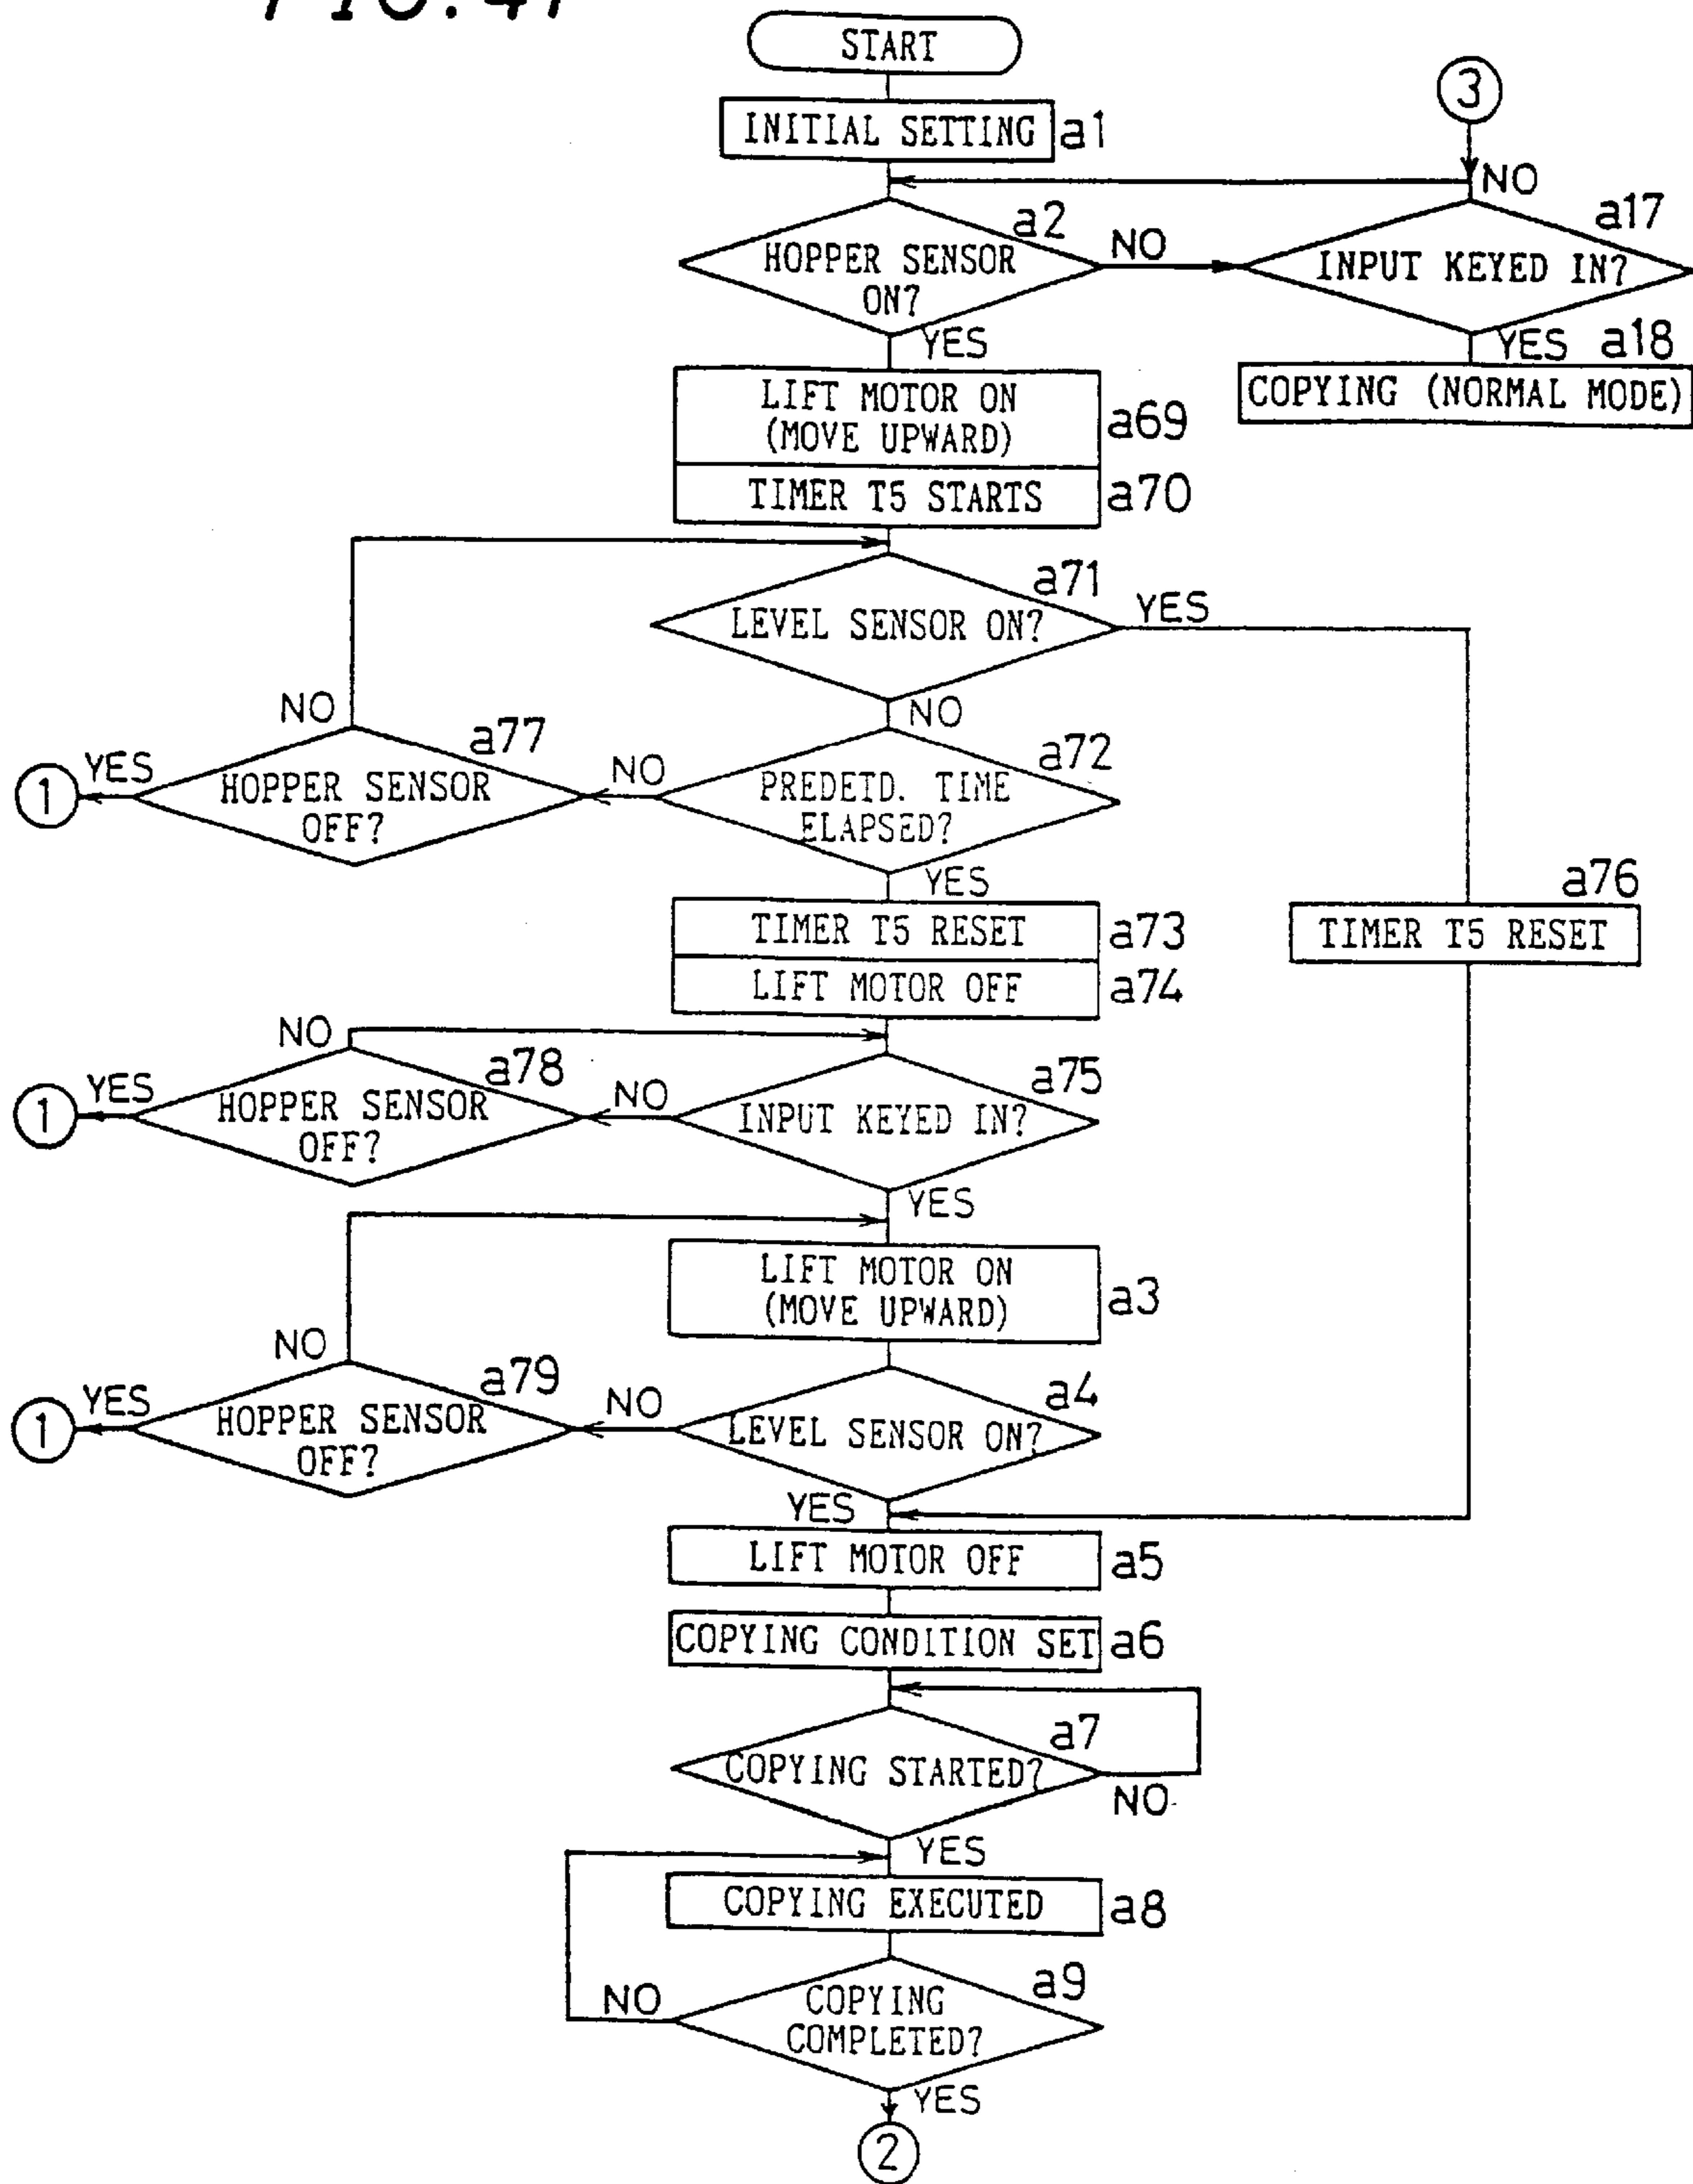 FIG. 47
START
INITIAL SETTING a1
3
NO
HOPPER SENSOR
ON?
a2
NO
INPUT KEYED IN?
a17
YES
YES a18
LIFT MOTOR ON
(MOVE UPWARD)
a69
COPYING (NORMAL MODE)
TIMER T5 STARTS a70
LEVEL SENSOR ON?
a71
YES
NO
NO
1
YES
HOPPER SENSOR
OFF?
a77
NO
PREDETD. TIME
ELAPSED?
a72
YES
a76
TIMER T5 RESET a73
TIMER T5 RESET
LIFT MOTOR OFF a74
NO
1
YES
HOPPER SENSOR
OFF?
a78
NO
INPUT KEYED IN?
a75
YES
LIFT MOTOR ON
(MOVE UPWARD)
a3
NO
1
YES
HOPPER SENSOR
OFF?
a79
NO
LEVEL SENSOR ON?
a4
YES
LIFT MOTOR OFF a5
COPYING CONDITION SET a6
COPYING STARTED?
a7
NO
YES
COPYING EXECUTED a8
NO
COPYING
COMPLETED?
a9
YES
2